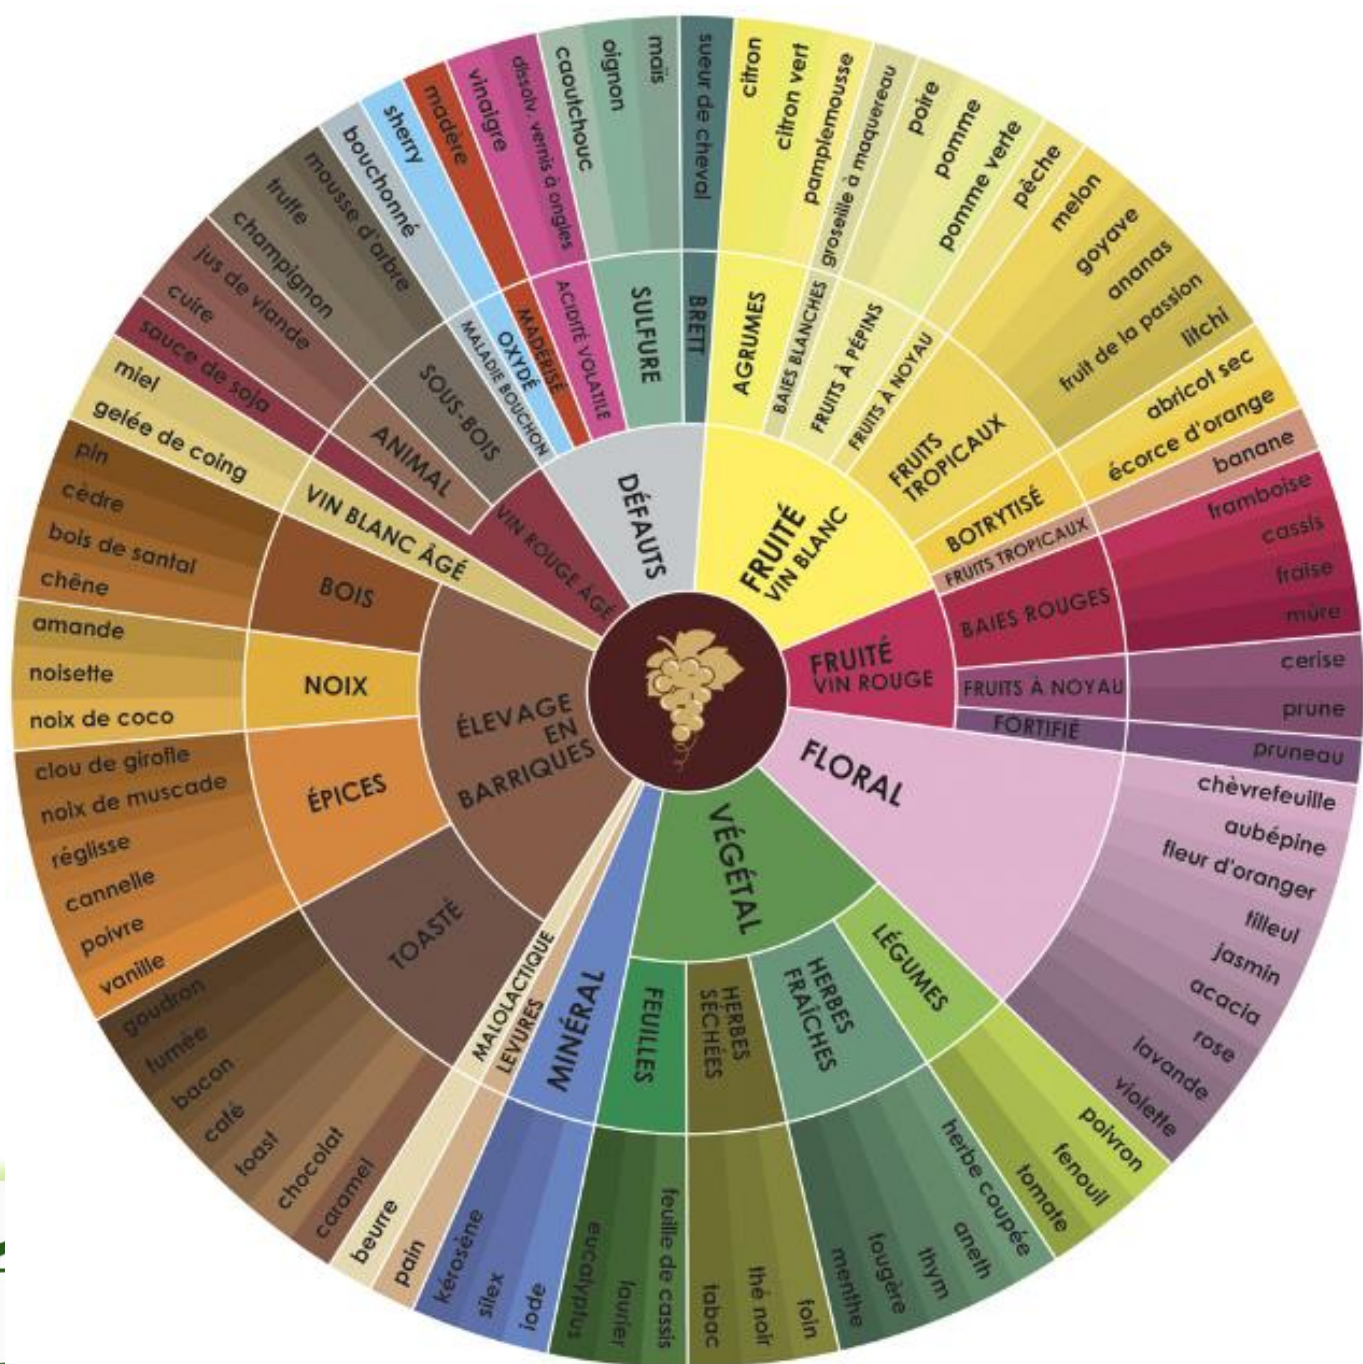 DÉFAUTS
BRETT
sueur de cheval
SULFURE
maïs
oignon
caoutchouc
ACIDITÉ VOLATILE
dissolv. vernis à ongles
vinaigre
MADÉRISÉ
madère
OXYDÉ
sherry
MALADIE BOUCHON
bouchonné
FRUITÉ
VIN BLANC
AGRUMES
citron
citron vert
pamplemousse
BAIES BLANCHES
groseille à maquereau
FRUITS À PÉPINS
poire
pomme
pomme verte
FRUITS À NOYAU
pêche
FRUITS
TROPICAUX
melon
goyave
ananas
fruit de la passion
litchi
BOTRYTISÉ
abricot sec
écorce d'orange
FRUITÉ
VIN ROUGE
FRUITS TROPICAUX
banane
BAIES ROUGES
framboise
cassis
fraise
mûre
FRUITS À NOYAU
cerise
prune
FORTIFIÉ
pruneau
FLORAL
chèvrefeuille
aubépine
fleur d'oranger
tilleul
jasmin
acacia
rose
lavande
violette
VÉGÉTAL
LÉGUMES
poivron
fenouil
tomate
HERBES
FRAÎCHES
herbe coupée
aneth
thym
fougère
menthe
HERBES
SÉCHÉES
foin
thé noir
tabac
FEUILLES
feuille de cassis
laurier
eucalyptus
MINÉRAL
iode
silex
kérosène
LEVURES
pain
MALOLACTIQUE
beurre
ÉLEVAGE
EN
BARRIQUES
TOASTÉ
caramel
chocolat
toast
café
bacon
fumée
goudron
ÉPICES
vanille
poivre
cannelle
réglisse
noix de muscade
clou de girofle
NOIX
noix de coco
noisette
amande
BOIS
chêne
bois de santal
cèdre
pin
VIN BLANC ÂGÉ
gelée de coing
miel
VIN ROUGE ÂGÉ
sauce de soja
ANIMAL
cuire
jus de viande
SOUS-BOIS
champignon
truffe
mousse d'arbre